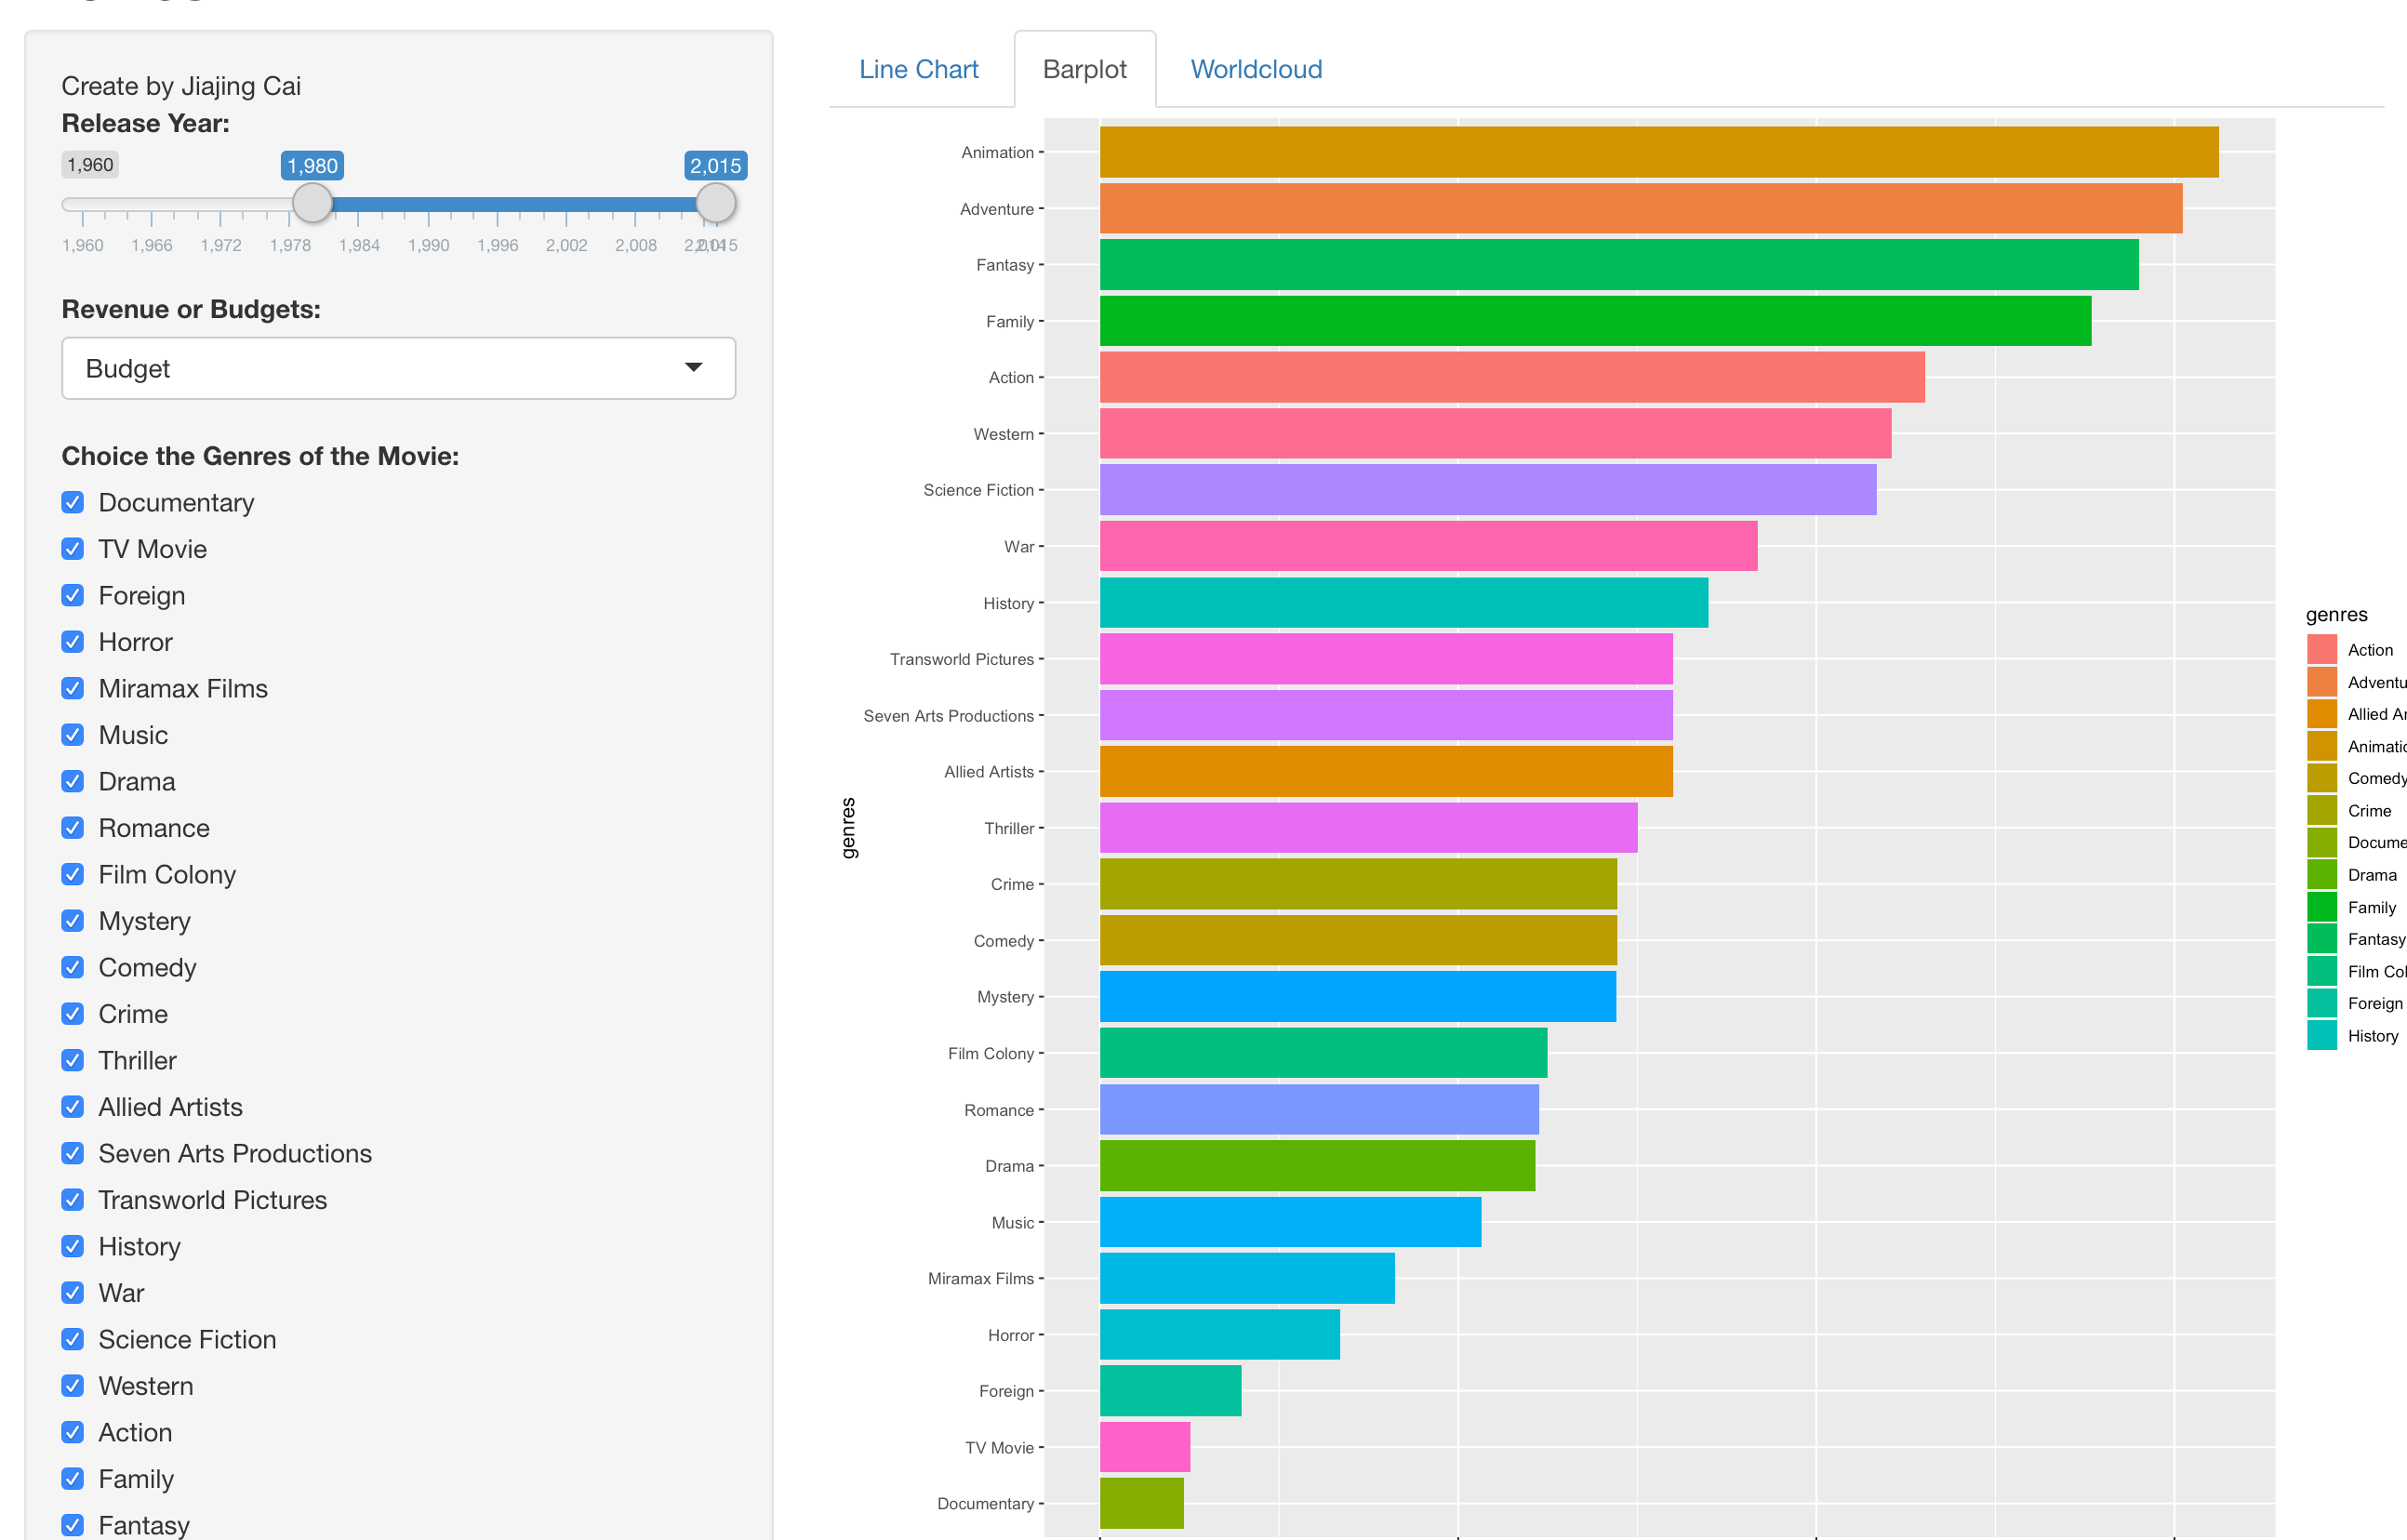 Create by Jiajing Cai
Release Year:
1,960
1,980
2,015
1,960 1,966 1,972 1,978 1,984 1,990 1,996 2,002 2,008
Revenue or Budgets:
Budget
Choice the Genres of the Movie:
Documentary
TV Movie
Foreign
Horror
Miramax Films
Music
Drama
Romance
Film Colony
Mystery
Comedy
Crime
Thriller
Allied Artists
Seven Arts Productions
Transworld Pictures
History
War
Science Fiction
Western
Action
Family
Fantasy
Line Chart
Barplot
Worldcloud
genres
Animation
Adventure
Fantasy
Family
Action
Western
Science Fiction
War
History
Transworld Pictures
Seven Arts Productions
Allied Artists
Thriller
Crime
Comedy
Mystery
Film Colony
Romance
Drama
Music
Miramax Films
Horror
Foreign
TV Movie
Documentary
genres
Action
Adventu
Allied Ar
Animatio
Comedy
Crime
Docume
Drama
Family
Fantasy
Film Col
Foreign
History